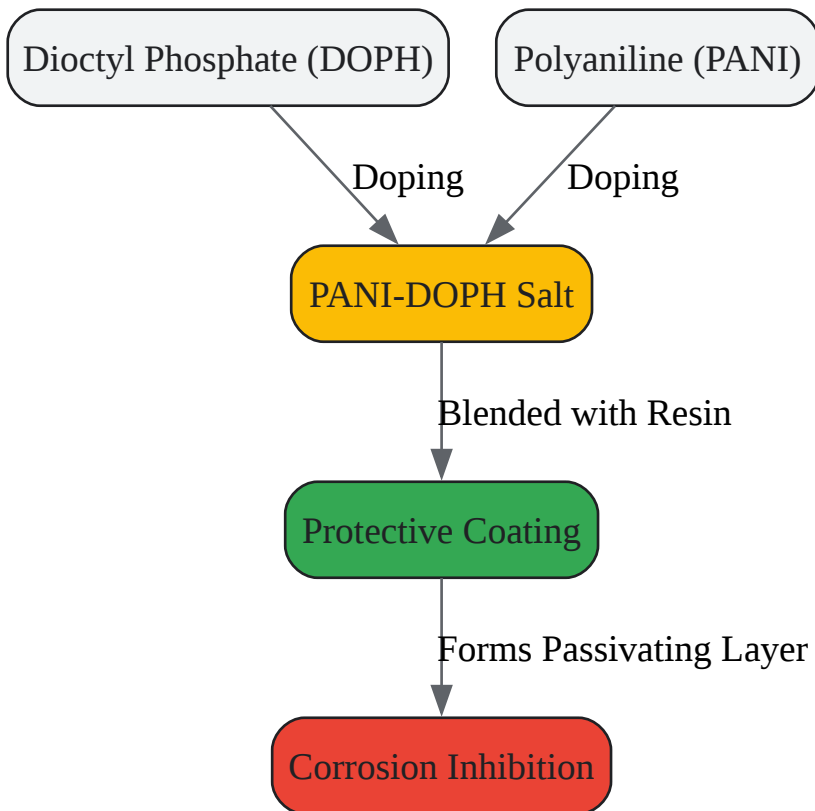 Dioctyl Phosphate (DOPH)
Polyaniline (PANI)
Doping
Doping
PANI-DOPH Salt
Blended with Resin
Protective Coating
Forms Passivating Layer
Corrosion Inhibition